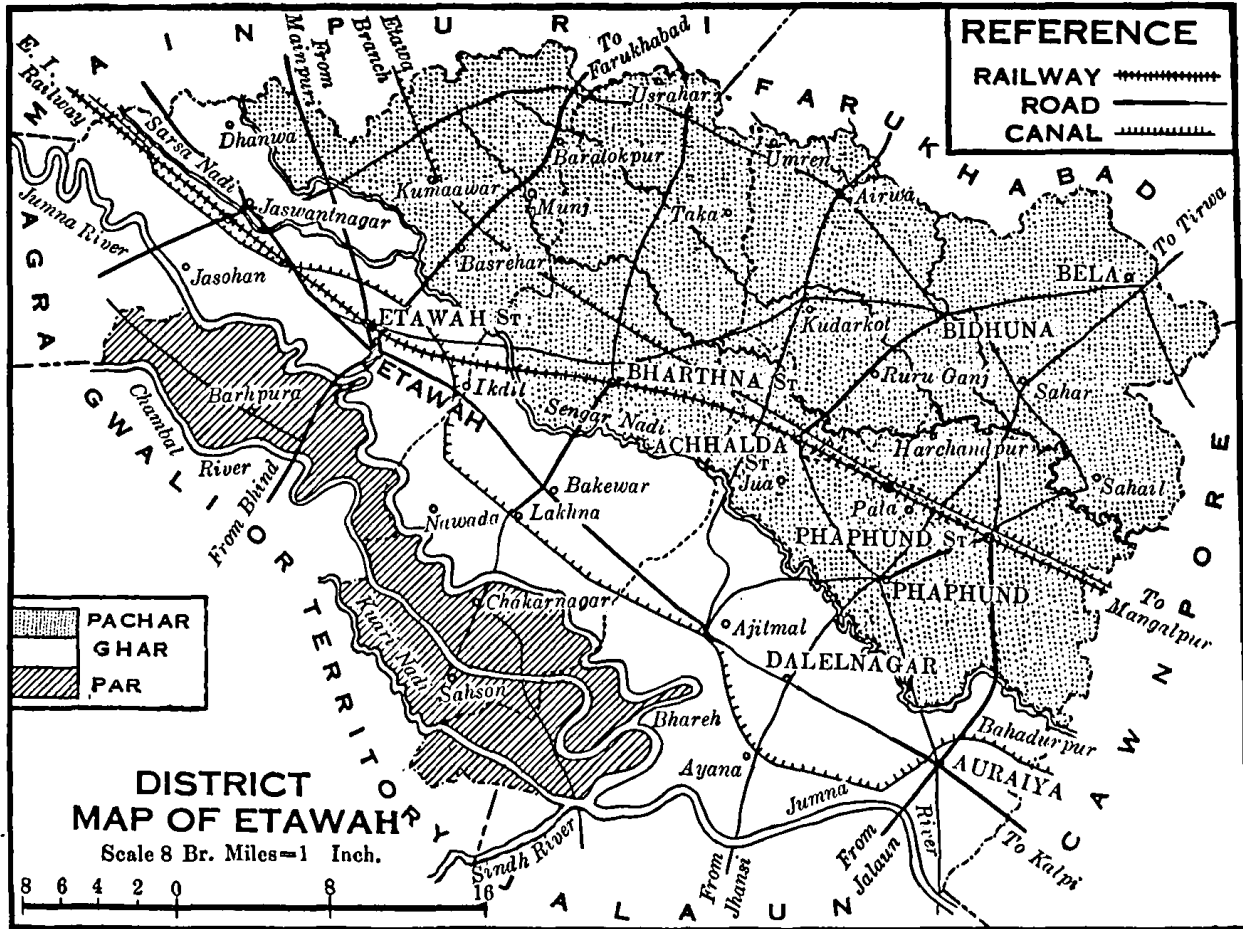 MAINPURI
E. I.
Railway
From
Mainpuri
Etawa
Branch
To
Farukhabad
FARUKHABAD
REFERENCE
RAILWAY
ROAD
CANAL
Usrahar
Dhanwa
Sarsa Nadi
Baralokpur
Umren
Jumna River
Kumaawar
Munj
Airwa
Jaswantnagar
Taka
To Tirwa
AGRA
Jasohan
Basrehar
BELA
Kudarkol
ETAWAH ST:
BIDHUNA
BHARTHNA ST
ETAWAH
Ikdil
Ruru Ganj
Sahar
Barhpura
Sengar Nadi
ACHHALDA
ST
Harchandpur
Chambal
River
GWALIOR TERRITORY
From Bhind
Jua
Sahail
Bakewar
Nawada
Lakhna
Pata
PHAPHUND ST
CAWNPORE
PHAPHUND
To
Mangalpur
PACHAR
GHAR
PAR
Chakarnagar
Kuari Nadi
Ajitmal
DALELNAGAR
Sahson
Bhareh
Bahadurpur
Ayana
AURAIYA
DISTRICT
MAP OF ETAWAH
Scale 8 Br. Miles=1 Inch.
Jumna
River
Sindh River
From
Jhansi
From
Jalaun
To Kalpi
8 6 4 2 0 8 16
JALAUN